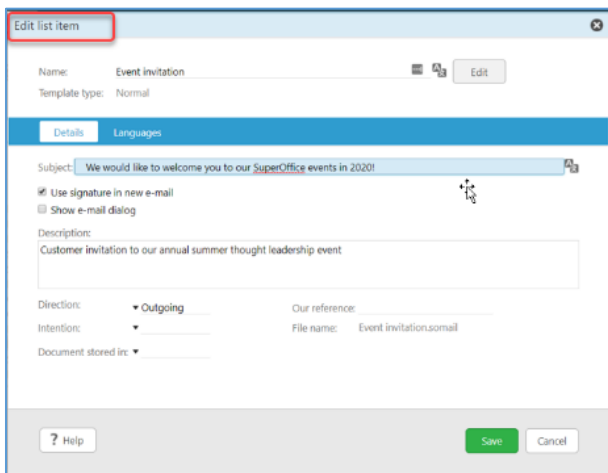 Edit list item
Name: Event invitation Edit
Template type: Normal
Details Languages
Subject: We would like to welcome you to our SuperOffice events in 2020!
Use signature in new e-mail
Show e-mail dialog
Description:
Customer invitation to our annual summer thought leadership event
Direction: Outgoing Our reference:
Intention: File name: Event invitation.somail
Document stored in:
? Help Save Cancel